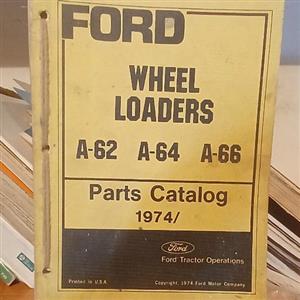 FORD
WHEEL
LOADERS
A-62 A-64 A-66
Parts Catalog
1974/
Ford
Ford Tractor Operations
Printed in U.S.A. Copyright, 1974 Ford Motor Company